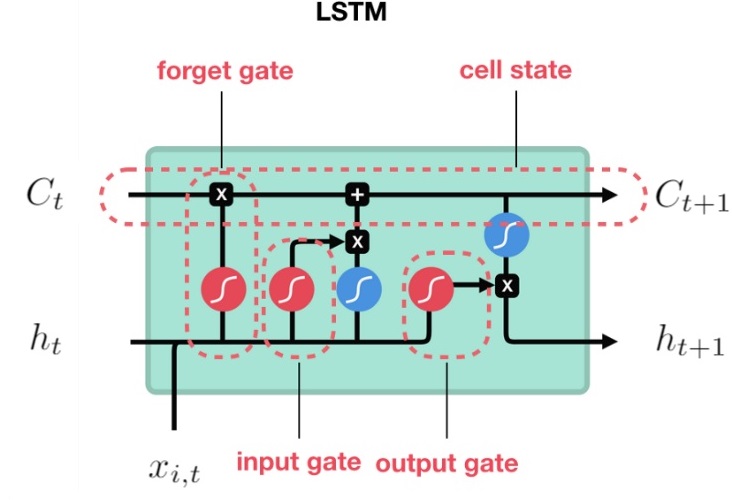 LSTM
forget gate
cell state
C_t
X
+
C_{t+1}
X
X
h_t
h_{t+1}
x_{i,t}
input gate
output gate